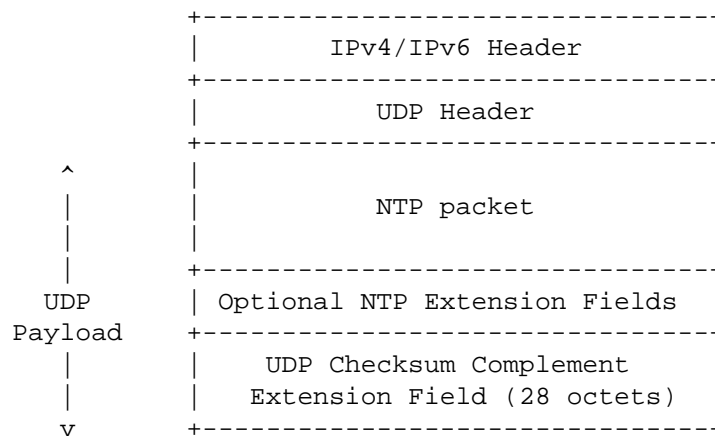 IPv4/IPv6 Header
UDP Header
NTP packet
UDP
Optional NTP Extension Fields
Payload
UDP Checksum Complement
Extension Field (28 octets)